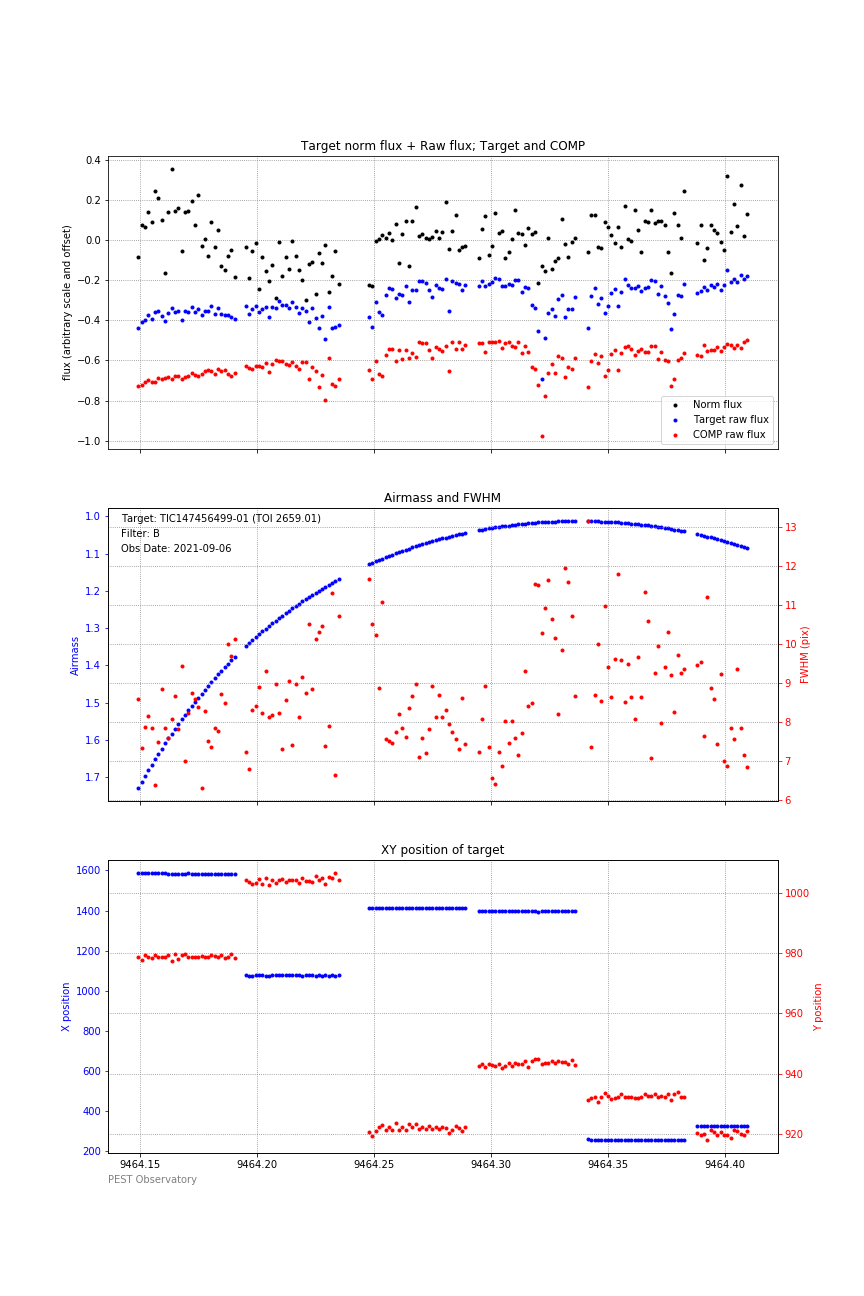 Target norm flux + Raw flux; Target and COMP
flux (arbitrary scale and offset)
0.4
0.2
0.0
−0.2
−0.4
−0.6
−0.8
−1.0
Norm flux
Target raw flux
COMP raw flux
Airmass and FWHM
Target: TIC147456499-01 (TOI 2659.01)
Filter: B
Obs Date: 2021-09-06
Airmass
1.0
1.1
1.2
1.3
1.4
1.5
1.6
1.7
13
12
11
10
9
8
7
6
FWHM (pix)
XY position of target
X position
1600
1400
1200
1000
800
600
400
200
1000
980
960
940
920
Y position
9464.15 9464.20 9464.25 9464.30 9464.35 9464.40
PEST Observatory